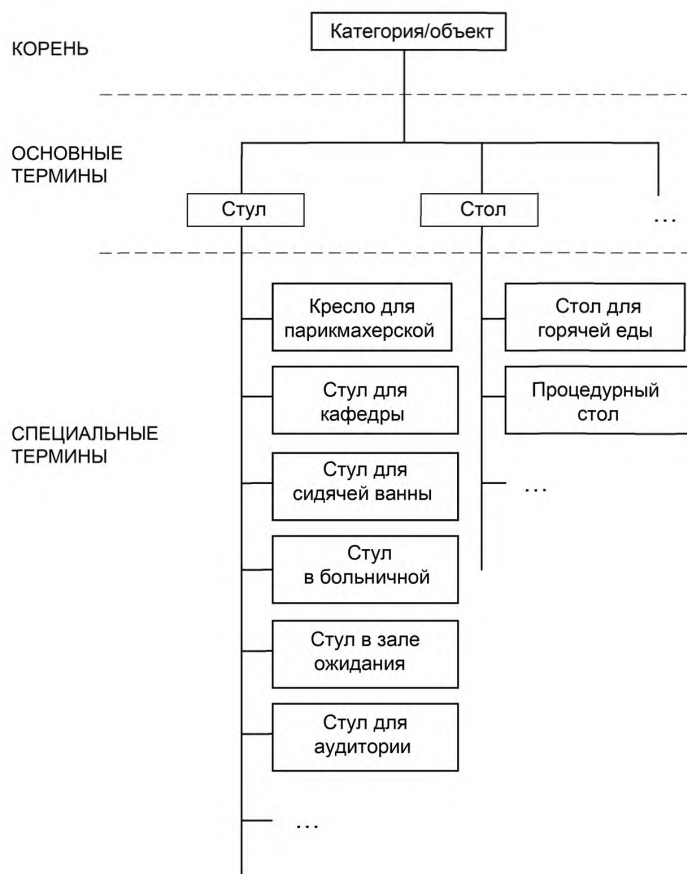 Категория/объект
КОРЕНЬ
ОСНОВНЫЕ
ТЕРМИНЫ
Стул
Стол
...
СПЕЦИАЛЬНЫЕ
ТЕРМИНЫ
Кресло для
парикмахерской
Стул для
кафедры
Стул для
сидячей ванны
Стул
в больничной
Стул в зале
ожидания
Стул для
аудитории
...
Стол для
горячей еды
Процедурный
стол
...